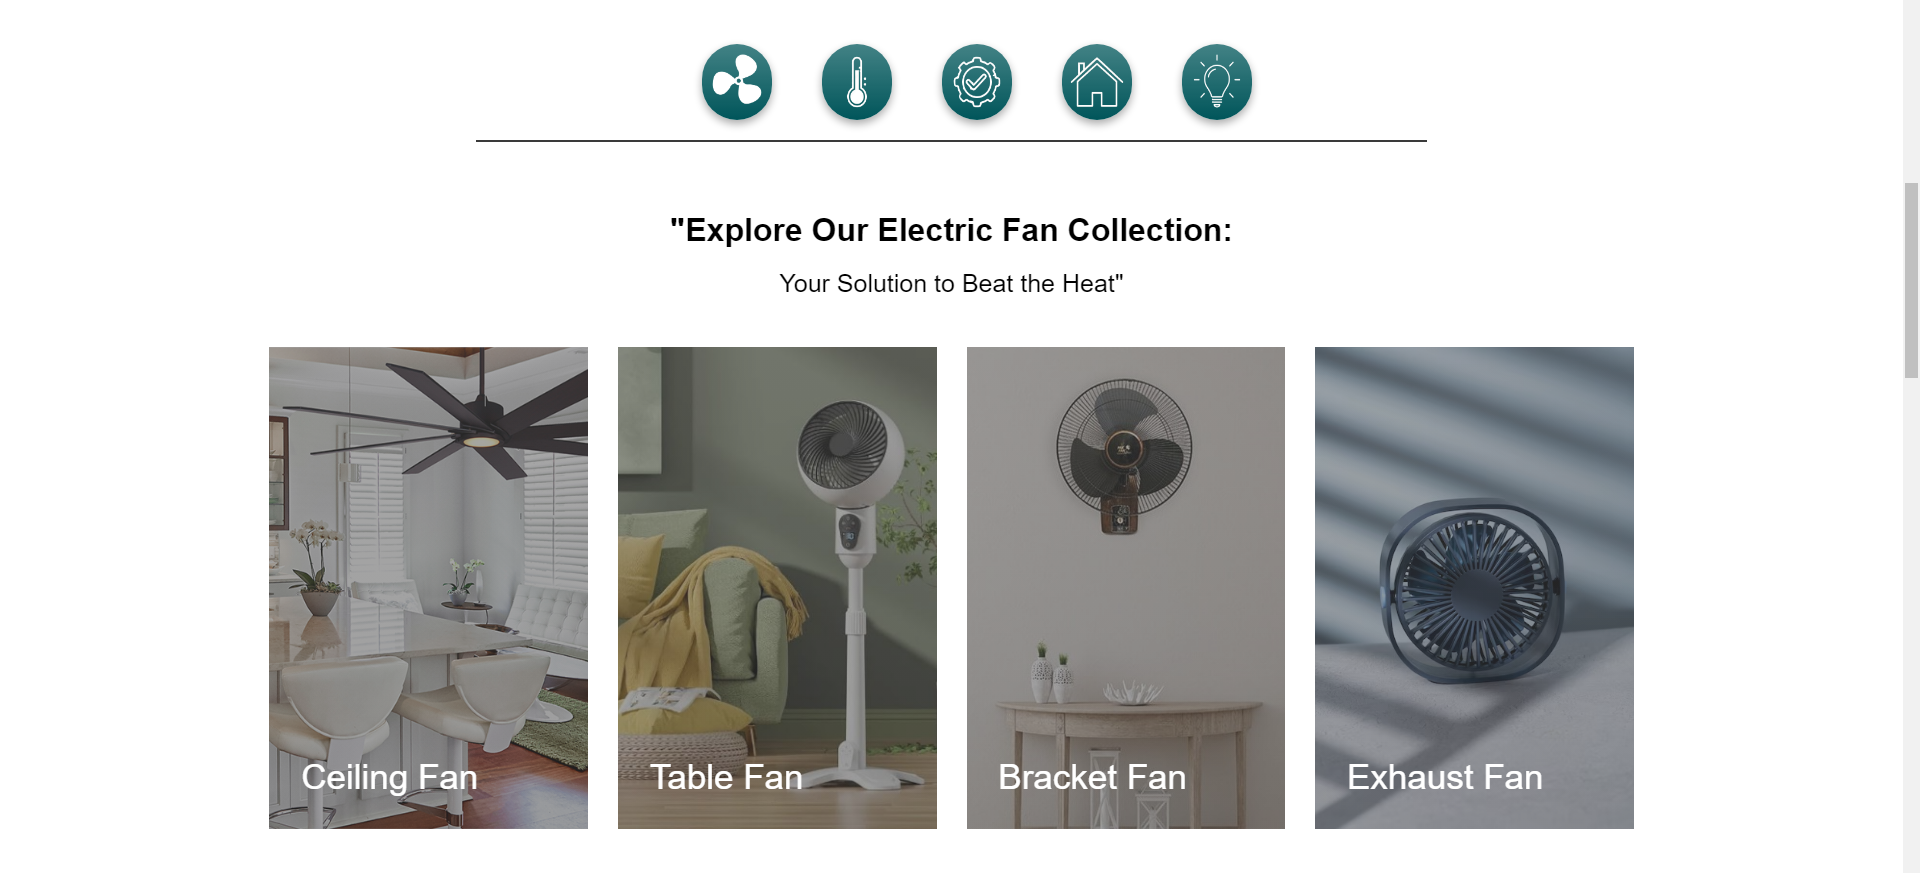 "Explore Our Electric Fan Collection:
Your Solution to Beat the Heat"
Ceiling Fan
Table Fan
Bracket Fan
Exhaust Fan